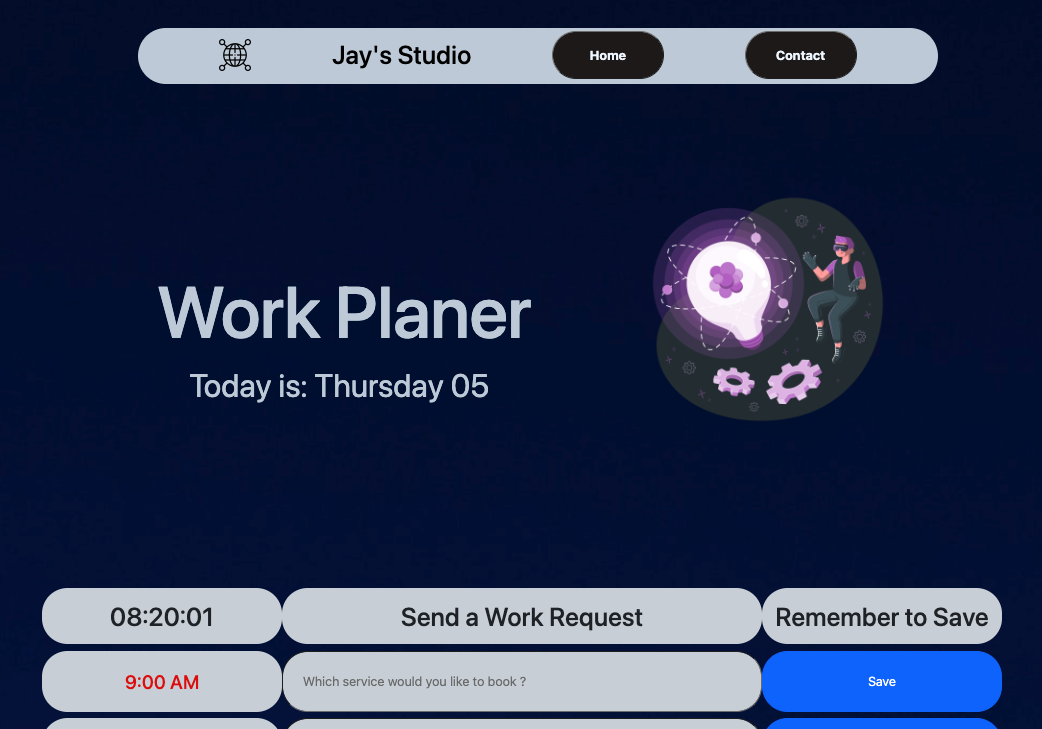 Jay's Studio Home Contact
Work Planer
Today is: Thursday 05
08:20:01 Send a Work Request Remember to Save
9:00 AM Which service would you like to book ? Save